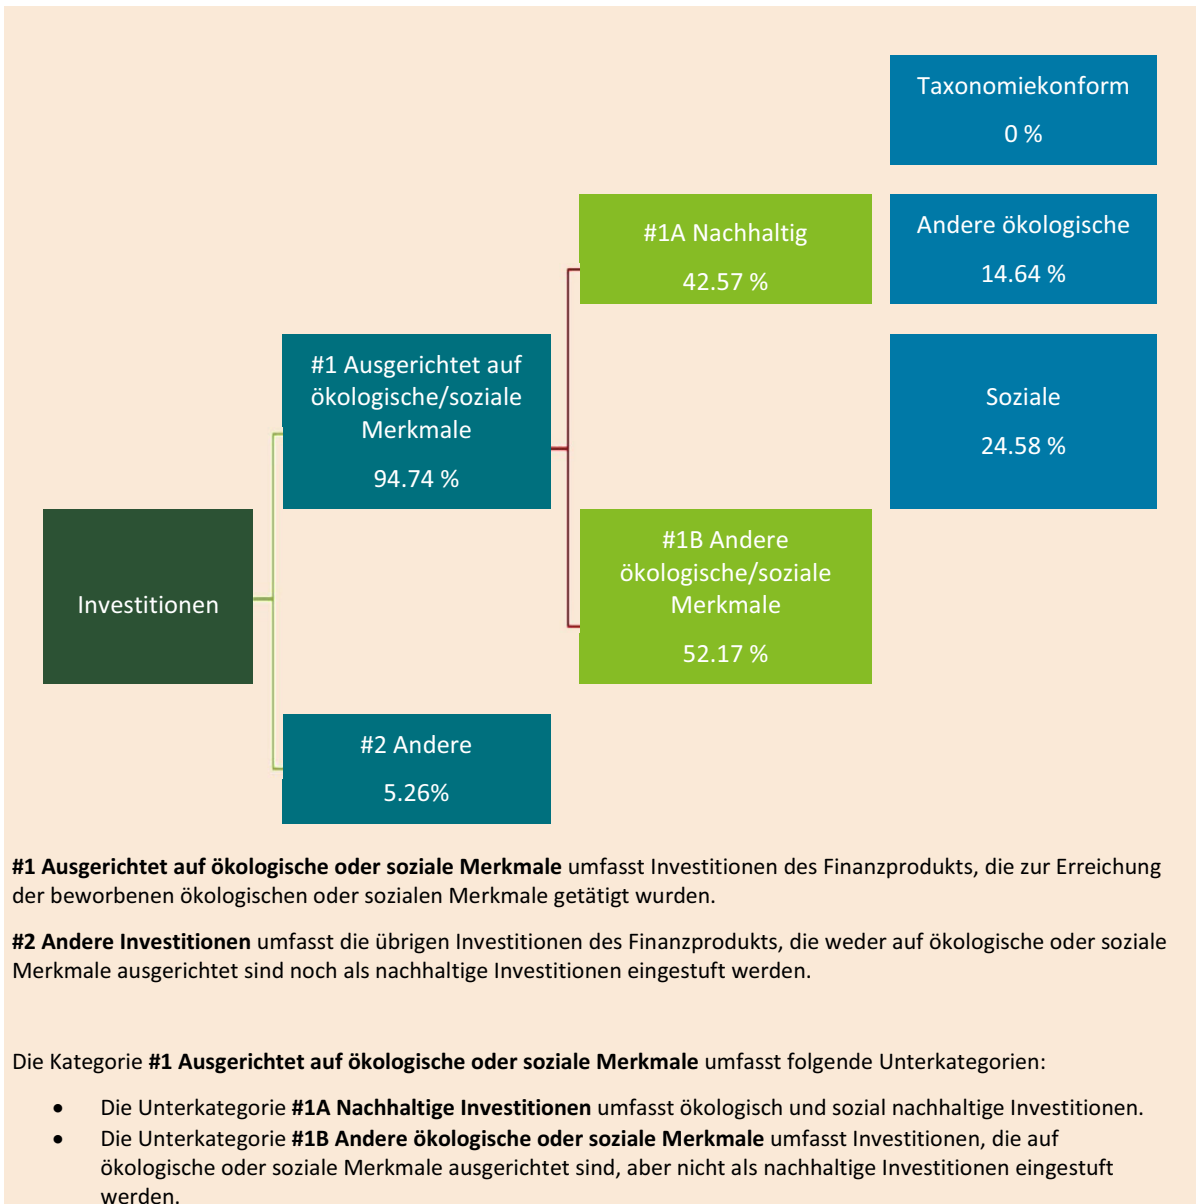 Taxonomiekonform
0 %
#1A Nachhaltig
42.57 %
Andere ökologische
14.64 %
#1 Ausgerichtet auf
ökologische/soziale
Merkmale
94.74 %
Soziale
24.58 %
Investitionen
#1B Andere
ökologische/soziale
Merkmale
52.17 %
#2 Andere
5.26%
#1 Ausgerichtet auf ökologische oder soziale Merkmale umfasst Investitionen des Finanzprodukts, die zur Erreichung
der beworbenen ökologischen oder sozialen Merkmale getätigt wurden.
#2 Andere Investitionen umfasst die übrigen Investitionen des Finanzprodukts, die weder auf ökologische oder soziale
Merkmale ausgerichtet sind noch als nachhaltige Investitionen eingestuft werden.
Die Kategorie #1 Ausgerichtet auf ökologische oder soziale Merkmale umfasst folgende Unterkategorien:
• Die Unterkategorie #1A Nachhaltige Investitionen umfasst ökologisch und sozial nachhaltige Investitionen.
• Die Unterkategorie #1B Andere ökologische oder soziale Merkmale umfasst Investitionen, die auf
ökologische oder soziale Merkmale ausgerichtet sind, aber nicht als nachhaltige Investitionen eingestuft
werden.